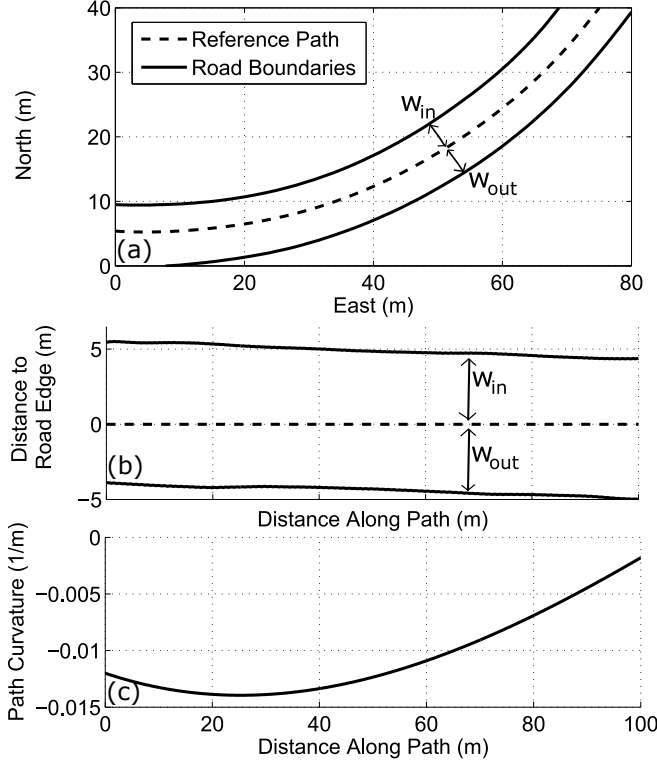 40
30
20
10
0
North (m)
Reference Path
Road Boundaries
w_in
w_out
(a)
0
20
40
60
80
East (m)
5
0
−5
Distance to
Road Edge (m)
w_in
w_out
(b)
Distance Along Path (m)
0
−0.005
−0.01
−0.015
Path Curvature (1/m)
(c)
0
20
40
60
80
100
Distance Along Path (m)